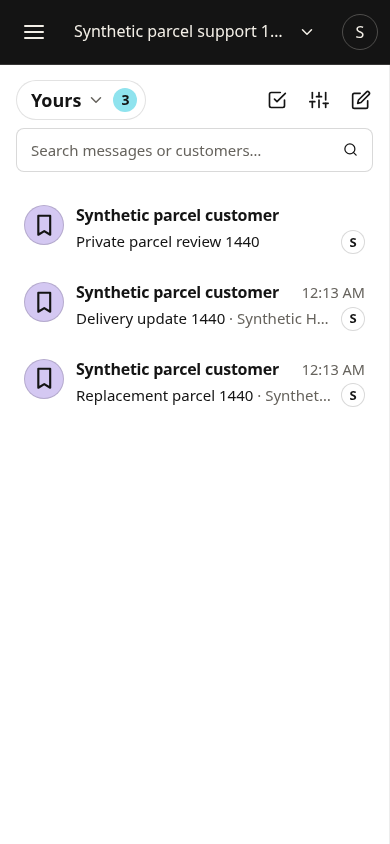 Synthetic parcel support 1...
S
Yours 3
Search messages or customers...
Synthetic parcel customer
Private parcel review 1440 S
Synthetic parcel customer 12:13 AM
Delivery update 1440 · Synthetic H... S
Synthetic parcel customer 12:13 AM
Replacement parcel 1440 · Synthet... S